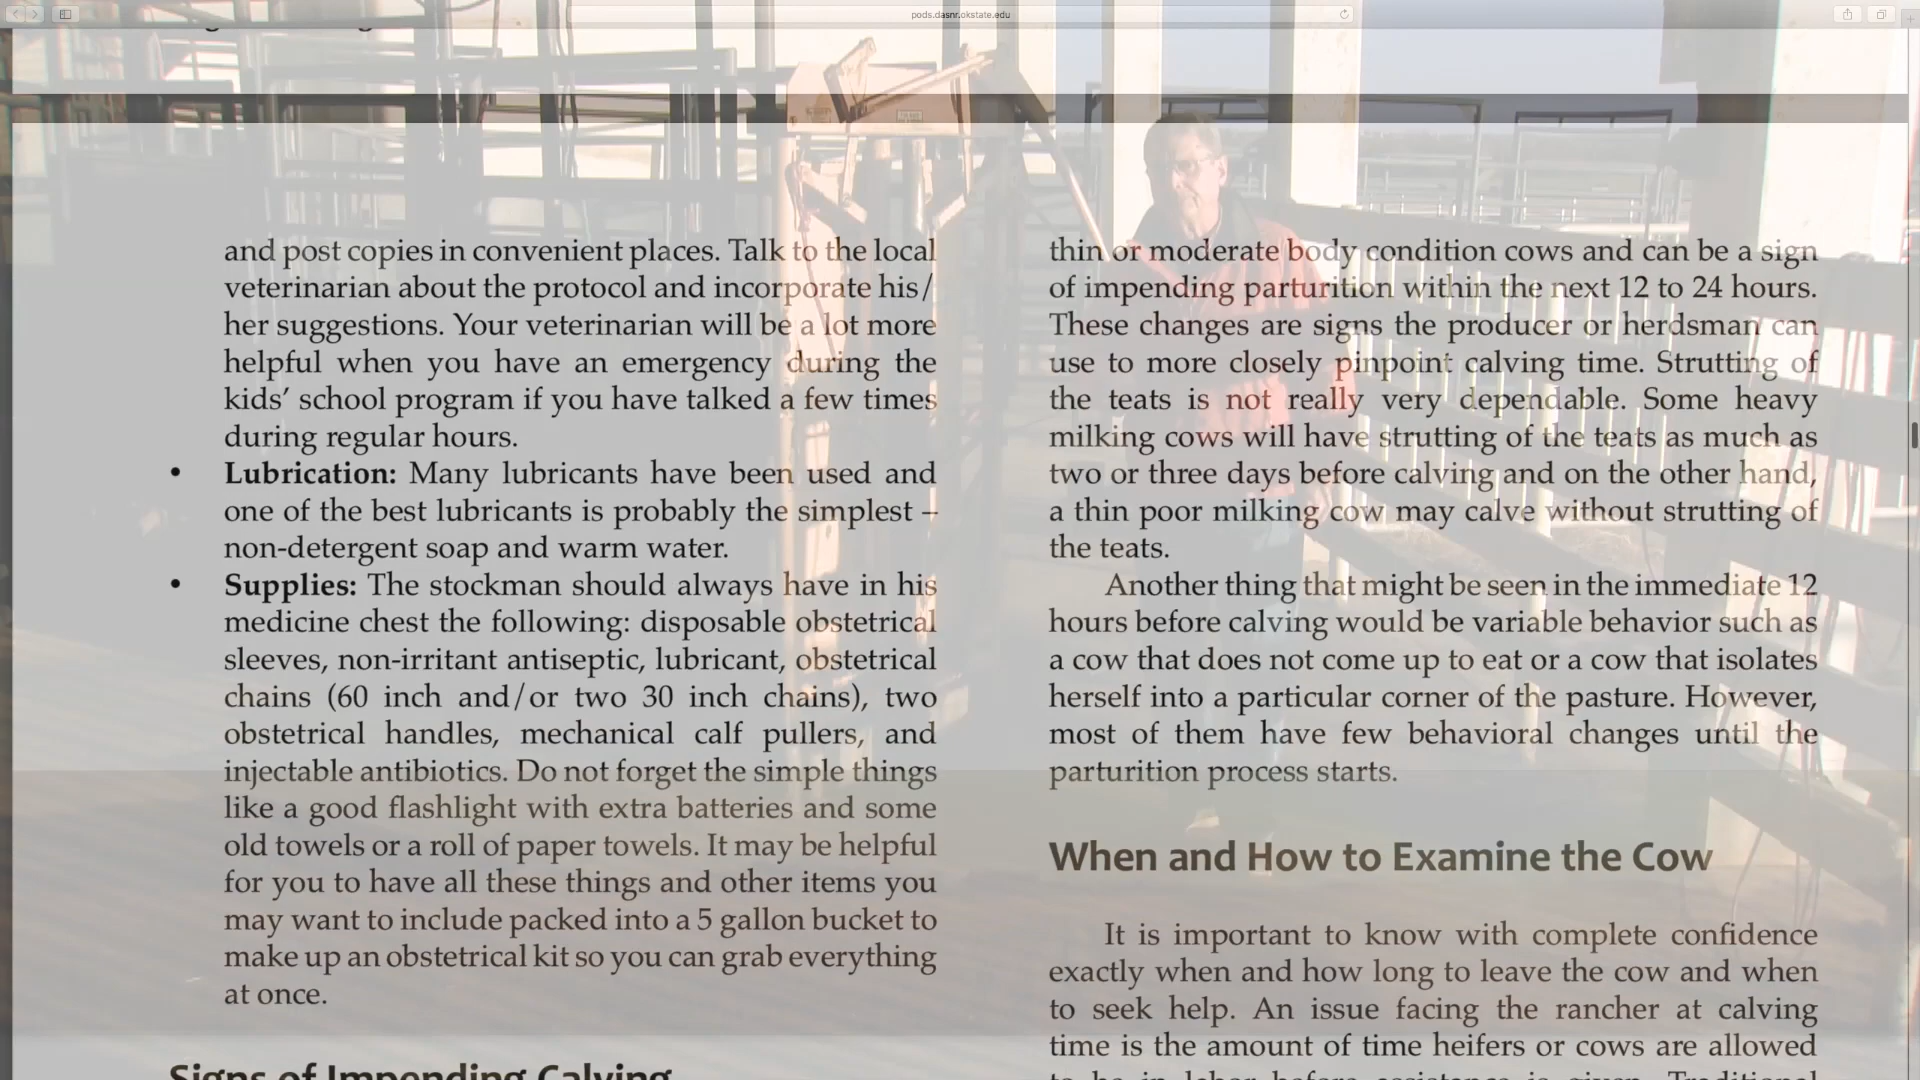 pods.dasnr.okstate.edu
and post copies in convenient places. Talk to the local
veterinarian about the protocol and incorporate his/
her suggestions. Your veterinarian will be a lot more
helpful when you have an emergency during the
kids' school program if you have talked a few times
during regular hours.
• Lubrication: Many lubricants have been used and
one of the best lubricants is probably the simplest –
non-detergent soap and warm water.
• Supplies: The stockman should always have in his
medicine chest the following: disposable obstetrical
sleeves, non-irritant antiseptic, lubricant, obstetrical
chains (60 inch and/or two 30 inch chains), two
obstetrical handles, mechanical calf pullers, and
injectable antibiotics. Do not forget the simple things
like a good flashlight with extra batteries and some
old towels or a roll of paper towels. It may be helpful
for you to have all these things and other items you
may want to include packed into a 5 gallon bucket to
make up an obstetrical kit so you can grab everything
at once.
Signs of Impending Calving
thin or moderate body condition cows and can be a sign
of impending parturition within the next 12 to 24 hours.
These changes are signs the producer or herdsman can
use to more closely pinpoint calving time. Strutting of
the teats is not really very dependable. Some heavy
milking cows will have strutting of the teats as much as
two or three days before calving and on the other hand,
a thin poor milking cow may calve without strutting of
the teats.
Another thing that might be seen in the immediate 12
hours before calving would be variable behavior such as
a cow that does not come up to eat or a cow that isolates
herself into a particular corner of the pasture. However,
most of them have few behavioral changes until the
parturition process starts.
When and How to Examine the Cow
It is important to know with complete confidence
exactly when and how long to leave the cow and when
to seek help. An issue facing the rancher at calving
time is the amount of time heifers or cows are allowed
to be in labor before assistance is given. Traditional